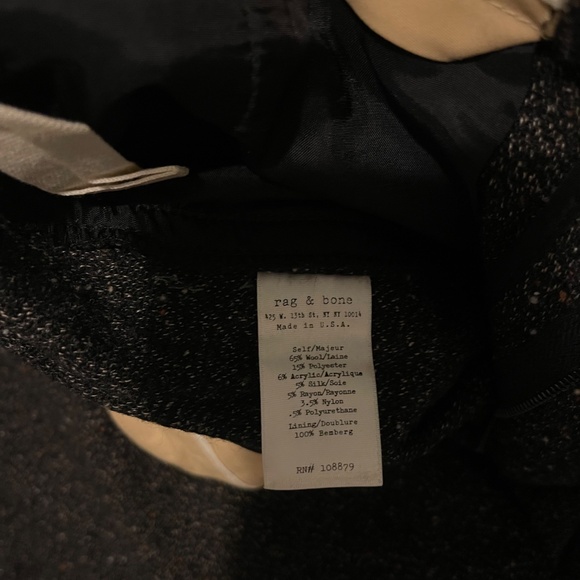 rag & bone
425 W. 13th St. NY NY 10014
Made in U.S.A.
Self/Majeur
65% Wool/Laine
15% Polyester
6% Acrylic/Acrylique
5% Silk/Soie
5% Rayon/Rayonne
3.5% Nylon
.5% Polyurethane
Lining/Doublure
100% Bemberg
RN# 108879